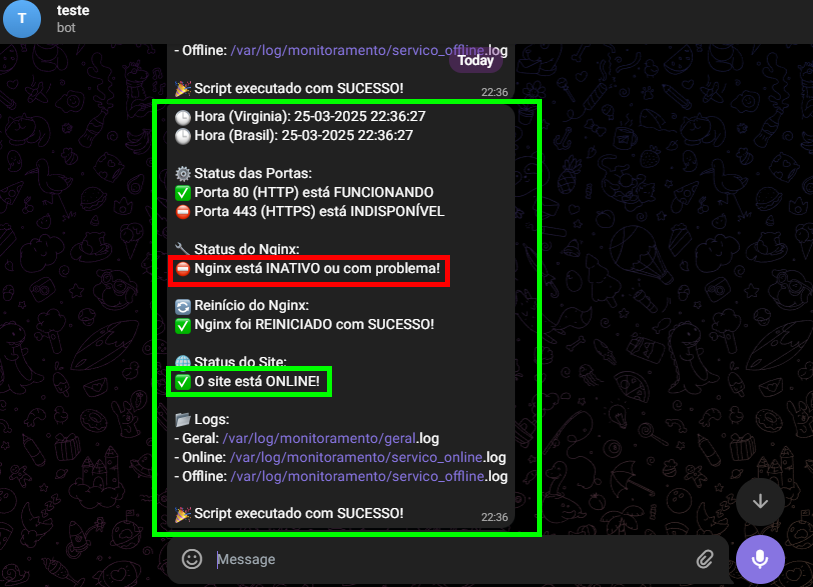 T
teste
bot
- Offline: /var/log/monitoramento/servico_offline.log
Today
Script executado com SUCESSO!
22:36
Hora (Virginia): 25-03-2025 22:36:27
Hora (Brasil): 25-03-2025 22:36:27
Status das Portas:
Porta 80 (HTTP) está FUNCIONANDO
Porta 443 (HTTPS) está INDISPONÍVEL
Status do Nginx:
Nginx está INATIVO ou com problema!
Reinício do Nginx:
Nginx foi REINICIADO com SUCESSO!
Status do Site:
O site está ONLINE!
Logs:
- Geral: /var/log/monitoramento/geral.log
- Online: /var/log/monitoramento/servico_online.log
- Offline: /var/log/monitoramento/servico_offline.log
Script executado com SUCESSO!
22:36
Message